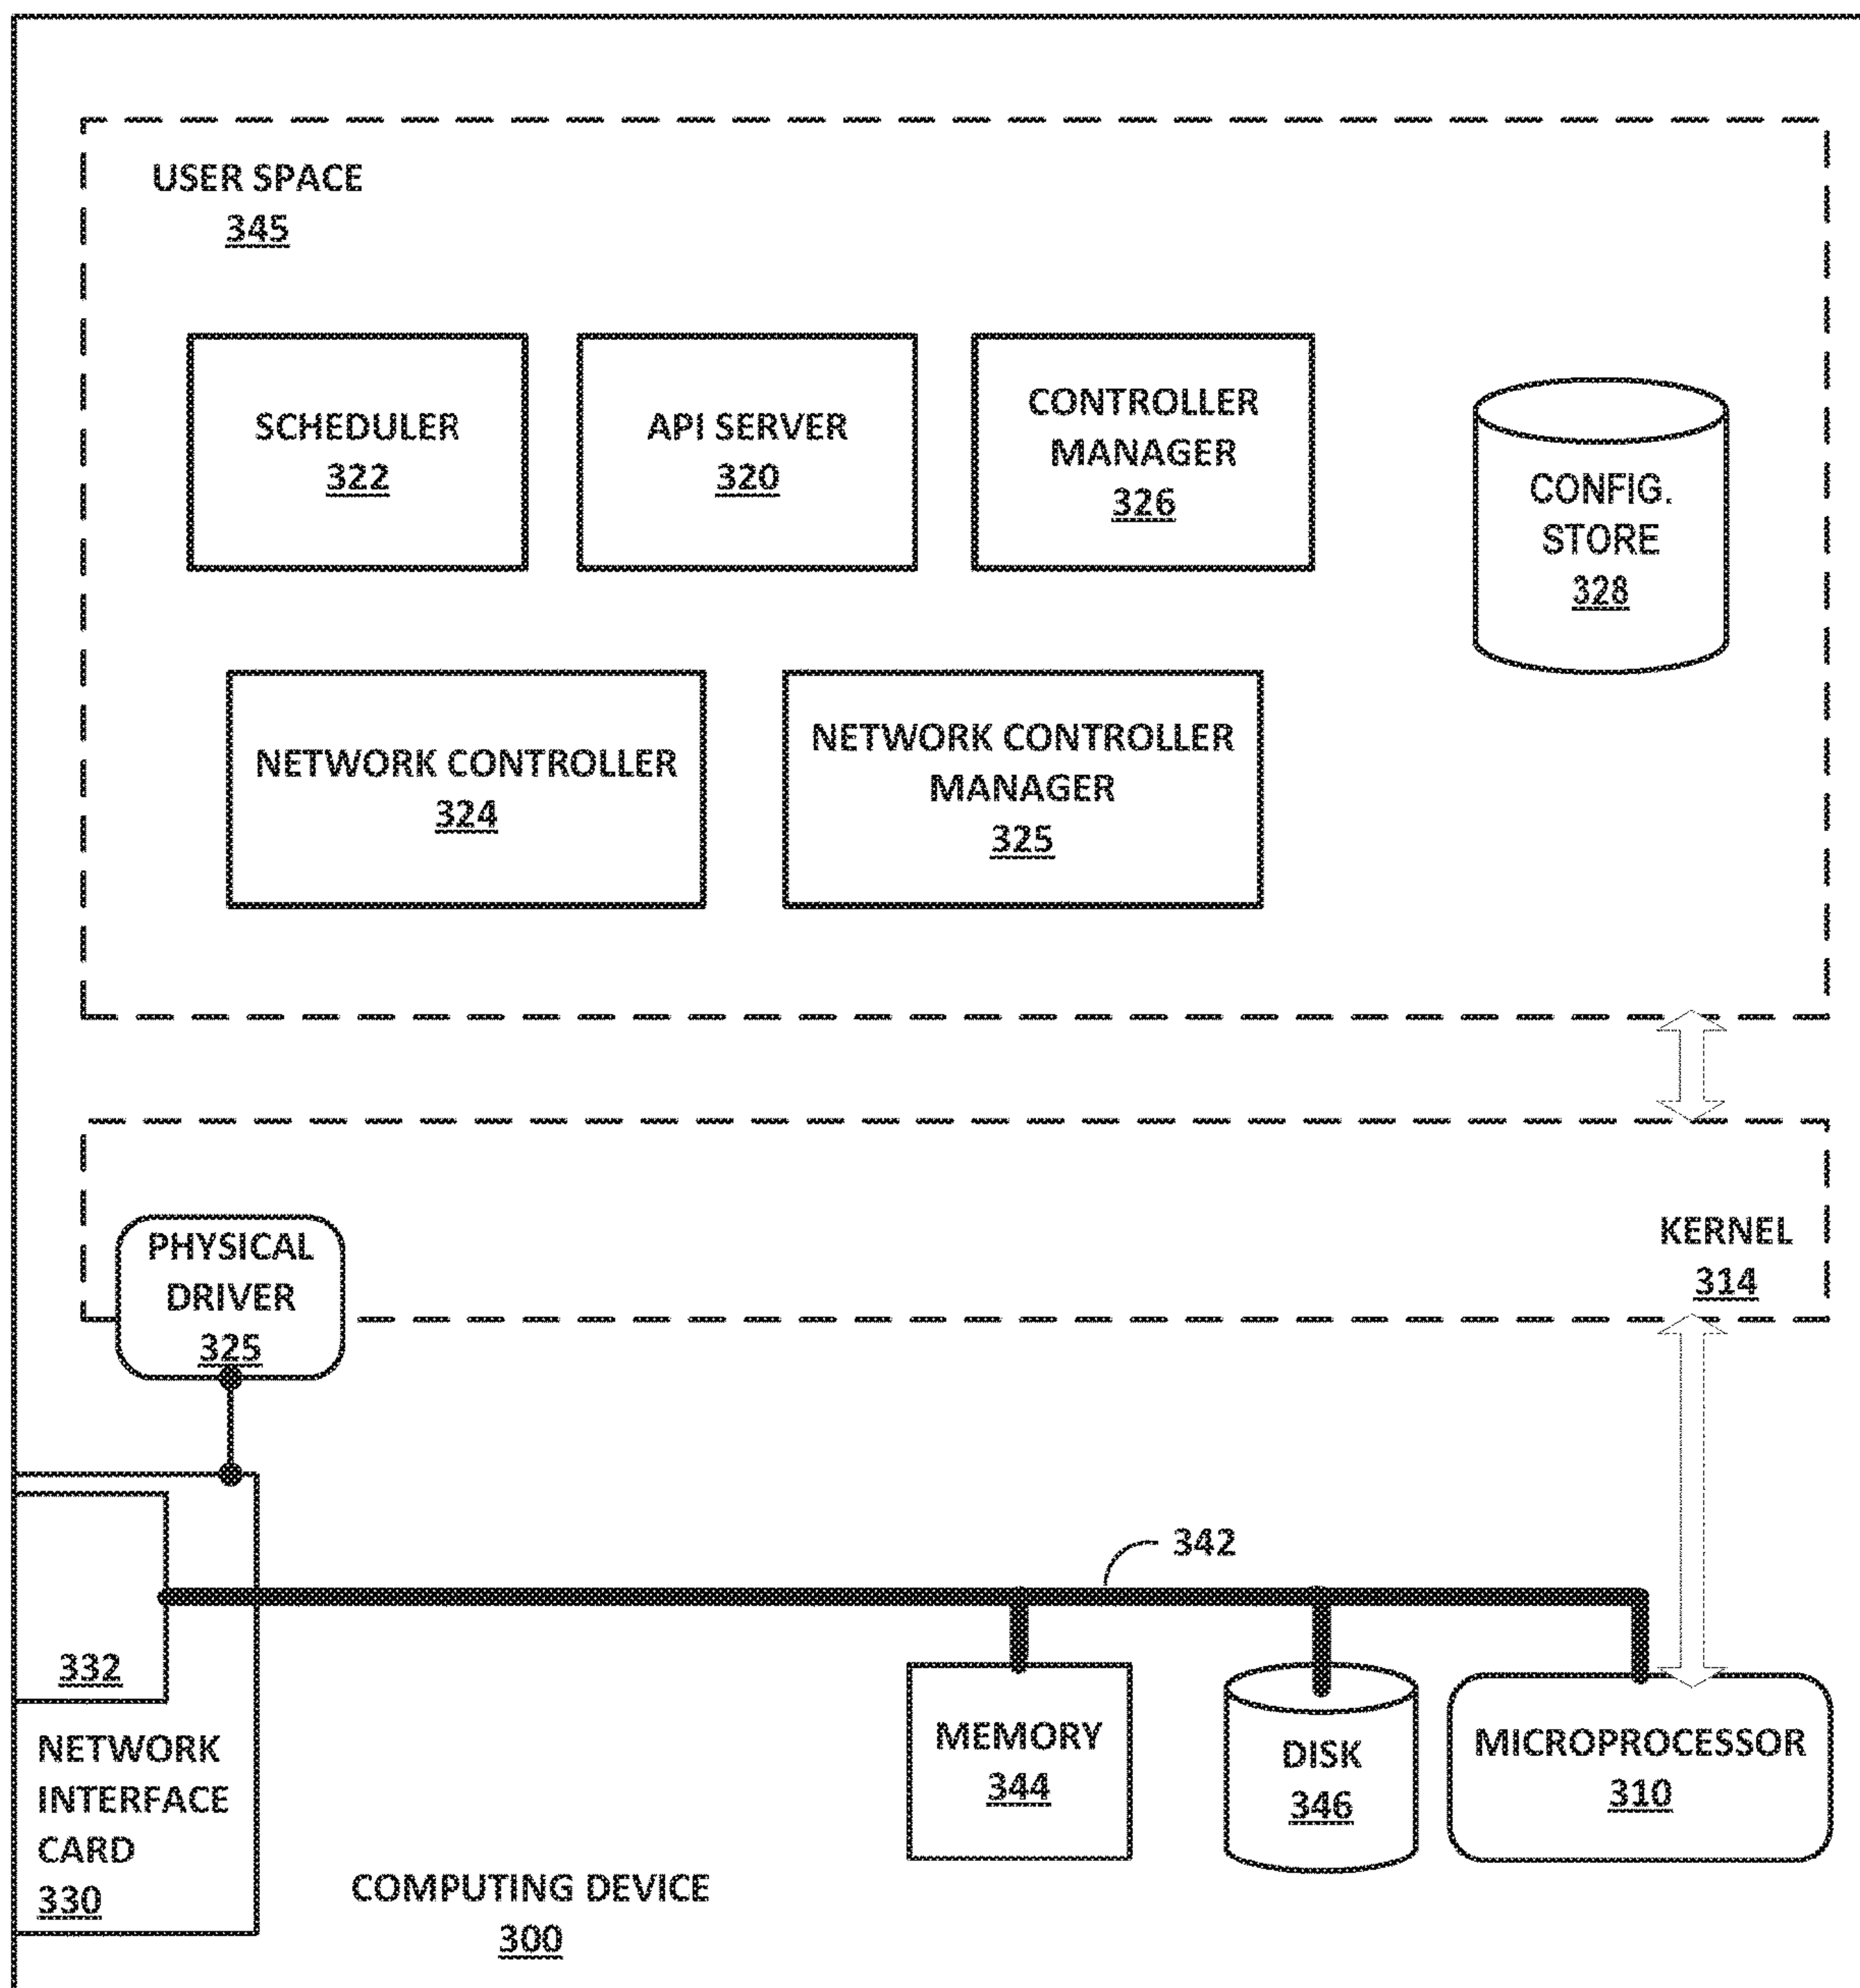 USER SPACE
345
SCHEDULER
322
API SERVER
320
CONTROLLER
MANAGER
326
CONFIG.
STORE
328
NETWORK CONTROLLER
324
NETWORK CONTROLLER
MANAGER
325
PHYSICAL
DRIVER
325
KERNEL
314
342
332
NETWORK
INTERFACE
CARD
330
MEMORY
344
DISK
346
MICROPROCESSOR
310
COMPUTING DEVICE
300